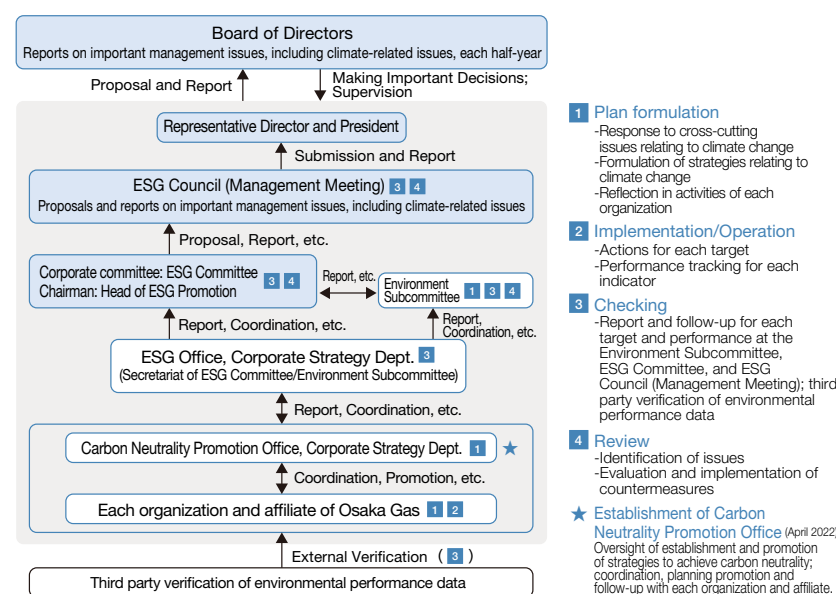 Board of Directors
Reports on important management issues, including climate-related issues, each half-year
Proposal and Report
Making Important Decisions;
Supervision
Representative Director and President
Submission and Report
ESG Council (Management Meeting) 3 4
Proposals and reports on important management issues, including climate-related issues
Proposal, Report, etc.
Corporate committee: ESG Committee
Chairman: Head of ESG Promotion
3 4
Report, etc.
Environment
Subcommittee 1 3 4
Report, Coordination, etc.
Report,
Coordination, etc.
ESG Office, Corporate Strategy Dept. 3
(Secretariat of ESG Committee/Environment Subcommittee)
Report, Coordination, etc.
Carbon Neutrality Promotion Office, Corporate Strategy Dept. 1 ★
Coordination, Promotion, etc.
Each organization and affiliate of Osaka Gas 1 2
External Verification ( 3 )
Third party verification of environmental performance data
1 Plan formulation
-Response to cross-cutting
issues relating to climate change
-Formulation of strategies relating to
climate change
-Reflection in activities of each
organization
2 Implementation/Operation
-Actions for each target
-Performance tracking for each
indicator
3 Checking
-Report and follow-up for each
target and performance at the
Environment Subcommittee,
ESG Committee, and ESG
Council (Management Meeting); third
party verification of environmental
performance data
4 Review
-Identification of issues
-Evaluation and implementation of
countermeasures
★ Establishment of Carbon
Neutrality Promotion Office (April 2022)
Oversight of establishment and promotion
of strategies to achieve carbon neutrality;
coordination, planning promotion and
follow-up with each organization and affiliate.